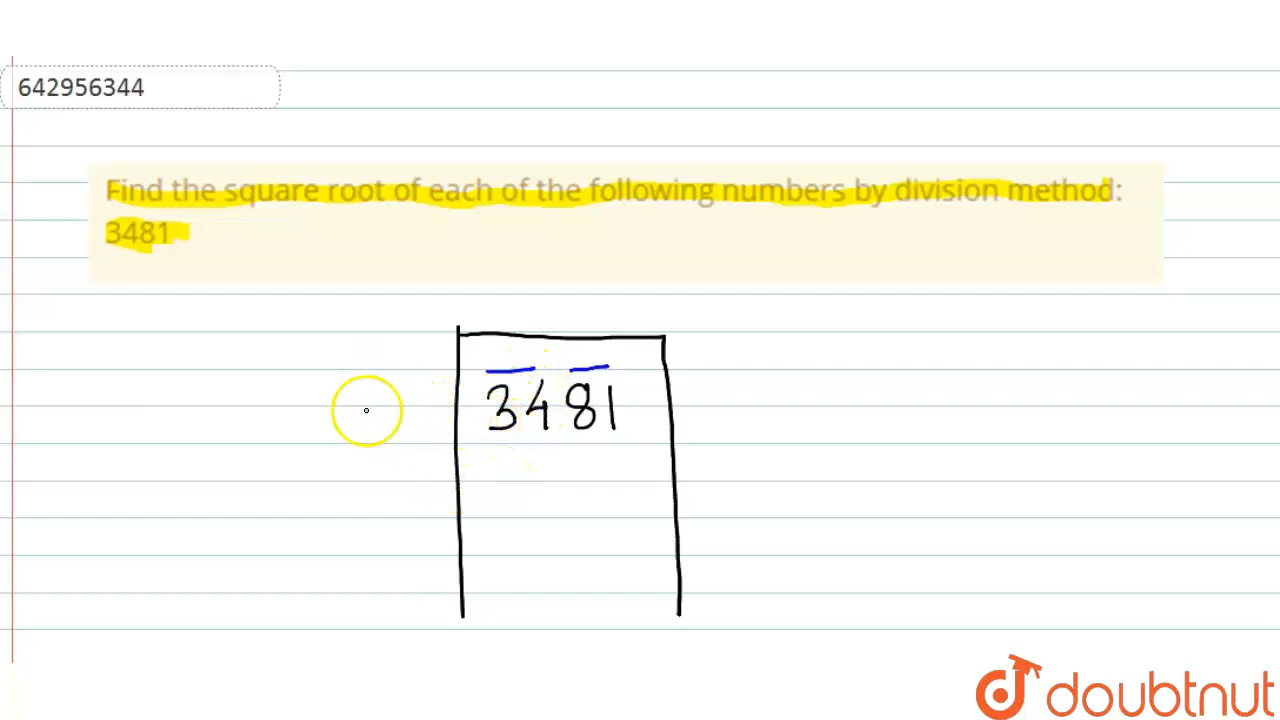 642956344
Find the square root of each of the following numbers by division method:
3481
3481
doubtnut